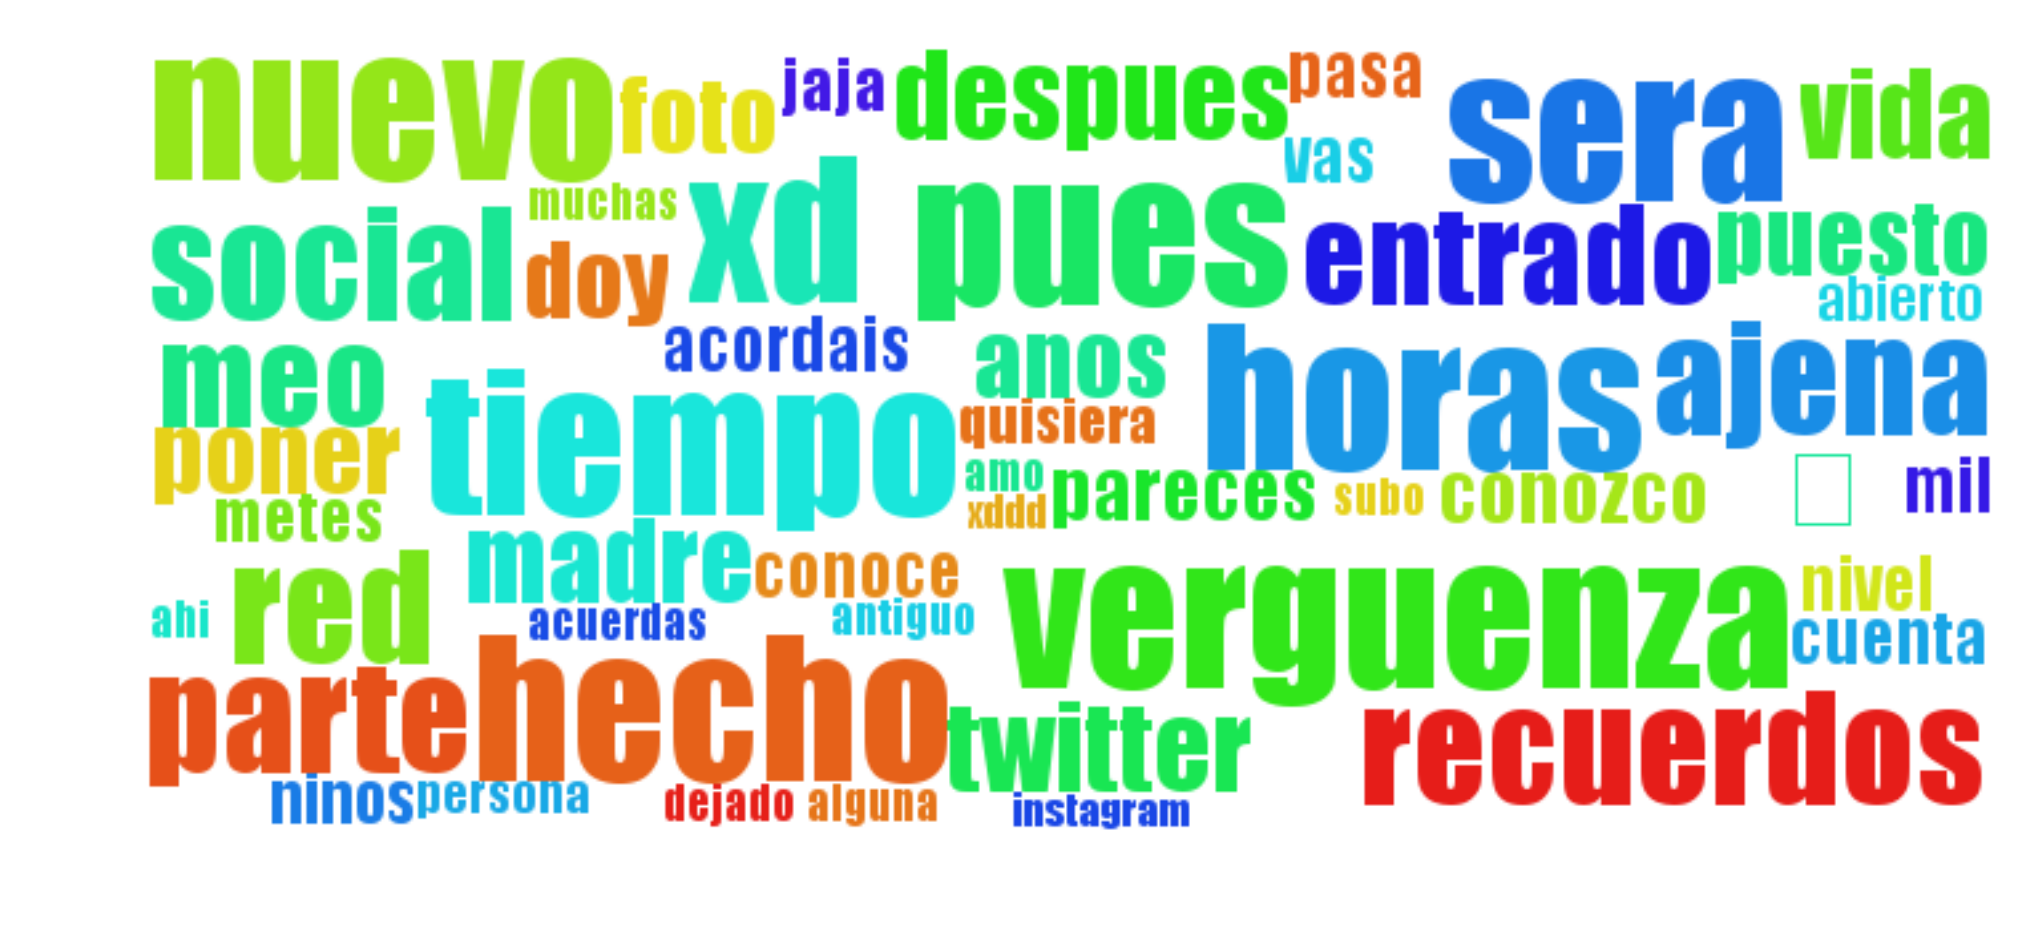 nuevo foto jaja despues pasa sera vida
muchas xd pues vas
social doy entrado puesto
abierto
meo acordais anos horas ajena
poner tiempo quisiera
metes amo pareces subo conozco mil
xddd
madre conoce verguenza nivel
ahi red acuerdas antiguo cuenta
parte hecho twitter recuerdos
ninos persona dejado alguna instagram